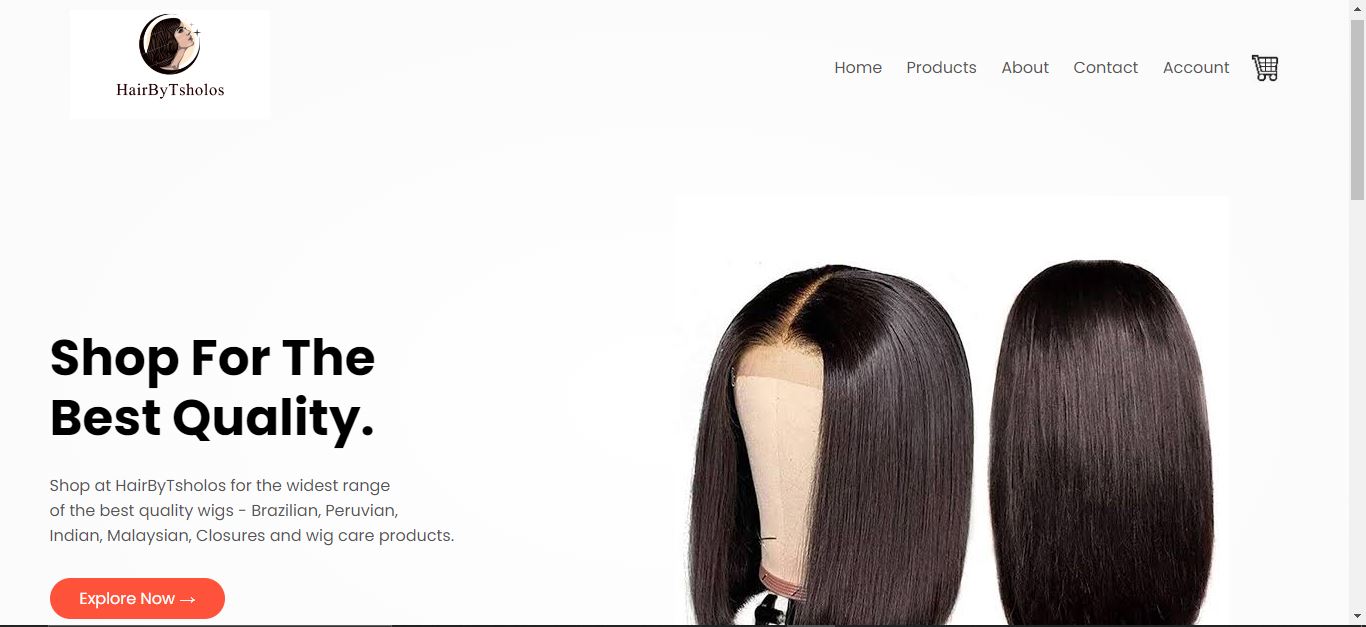 HairByTsholos
Home Products About Contact Account
Shop For The
Best Quality.
Shop at HairByTsholos for the widest range
of the best quality wigs - Brazilian, Peruvian,
Indian, Malaysian, Closures and wig care products.
Explore Now →